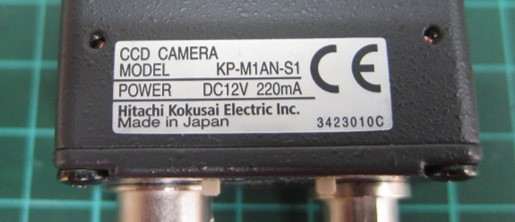 CCD CAMERA
MODEL KP-M1AN-S1
POWER DC12V 220mA
Hitachi Kokusai Electric Inc.
Made in Japan 3423010C
CE